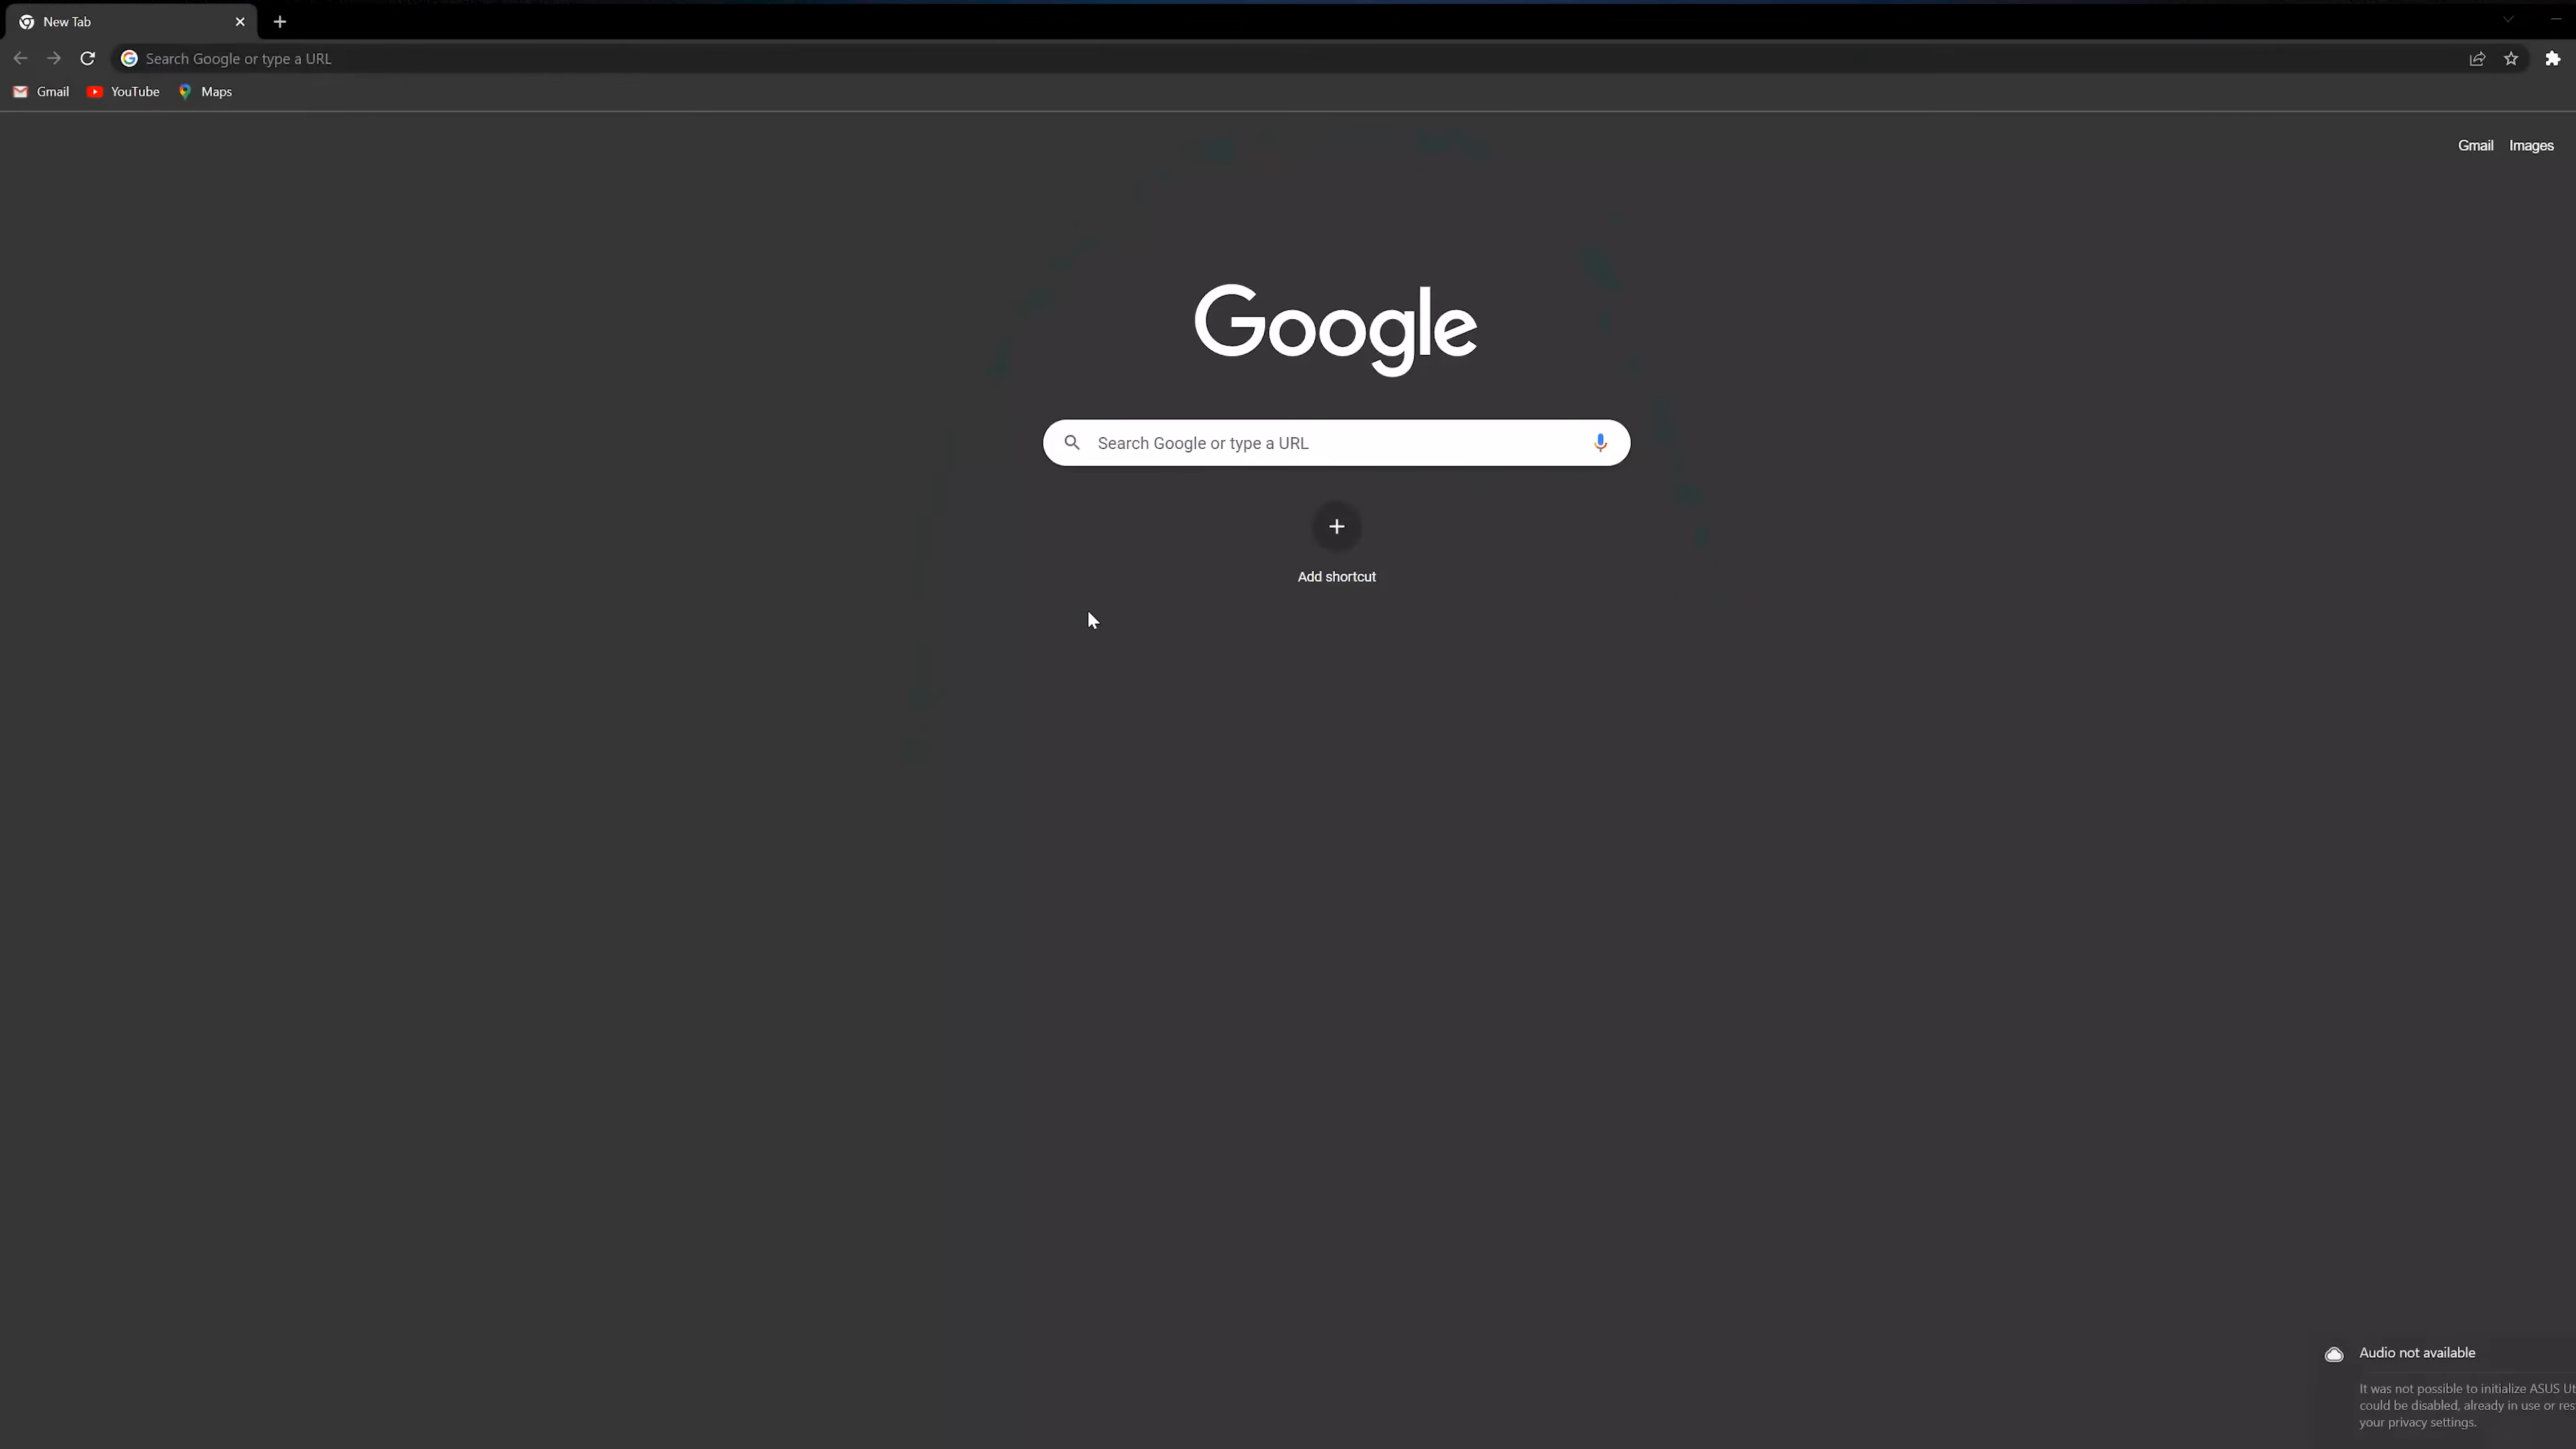 New Tab
Search Google or type a URL
Gmail YouTube Maps
Gmail Images
Google
Search Google or type a URL
Add shortcut
Audio not available
It was not possible to initialize ASUS
could be disabled, already in use or
your privacy settings.